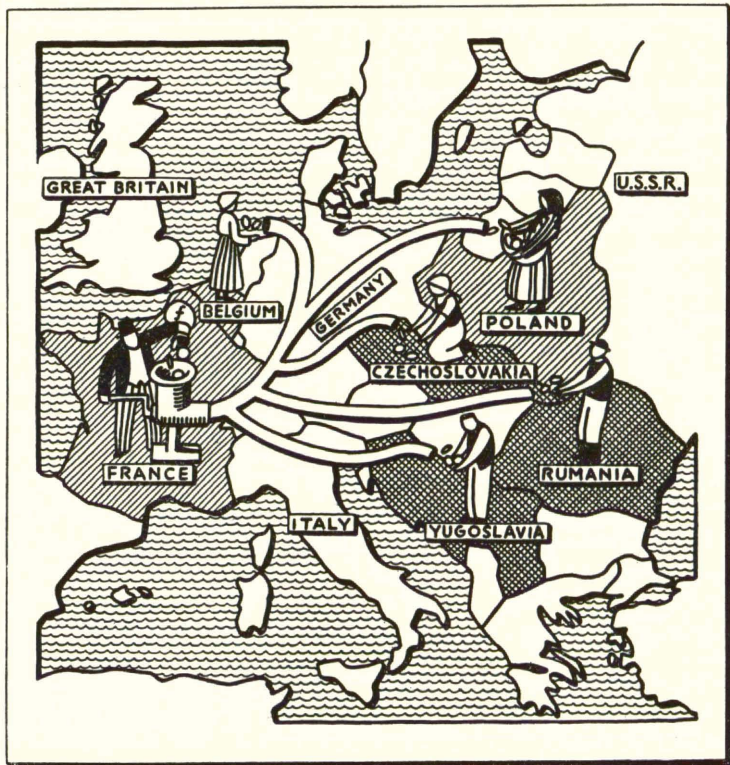 GREAT BRITAIN
U.S.S.R.
BELGIUM
f
GERMANY
POLAND
CZECHOSLOVAKIA
FRANCE
RUMANIA
ITALY
YUGOSLAVIA